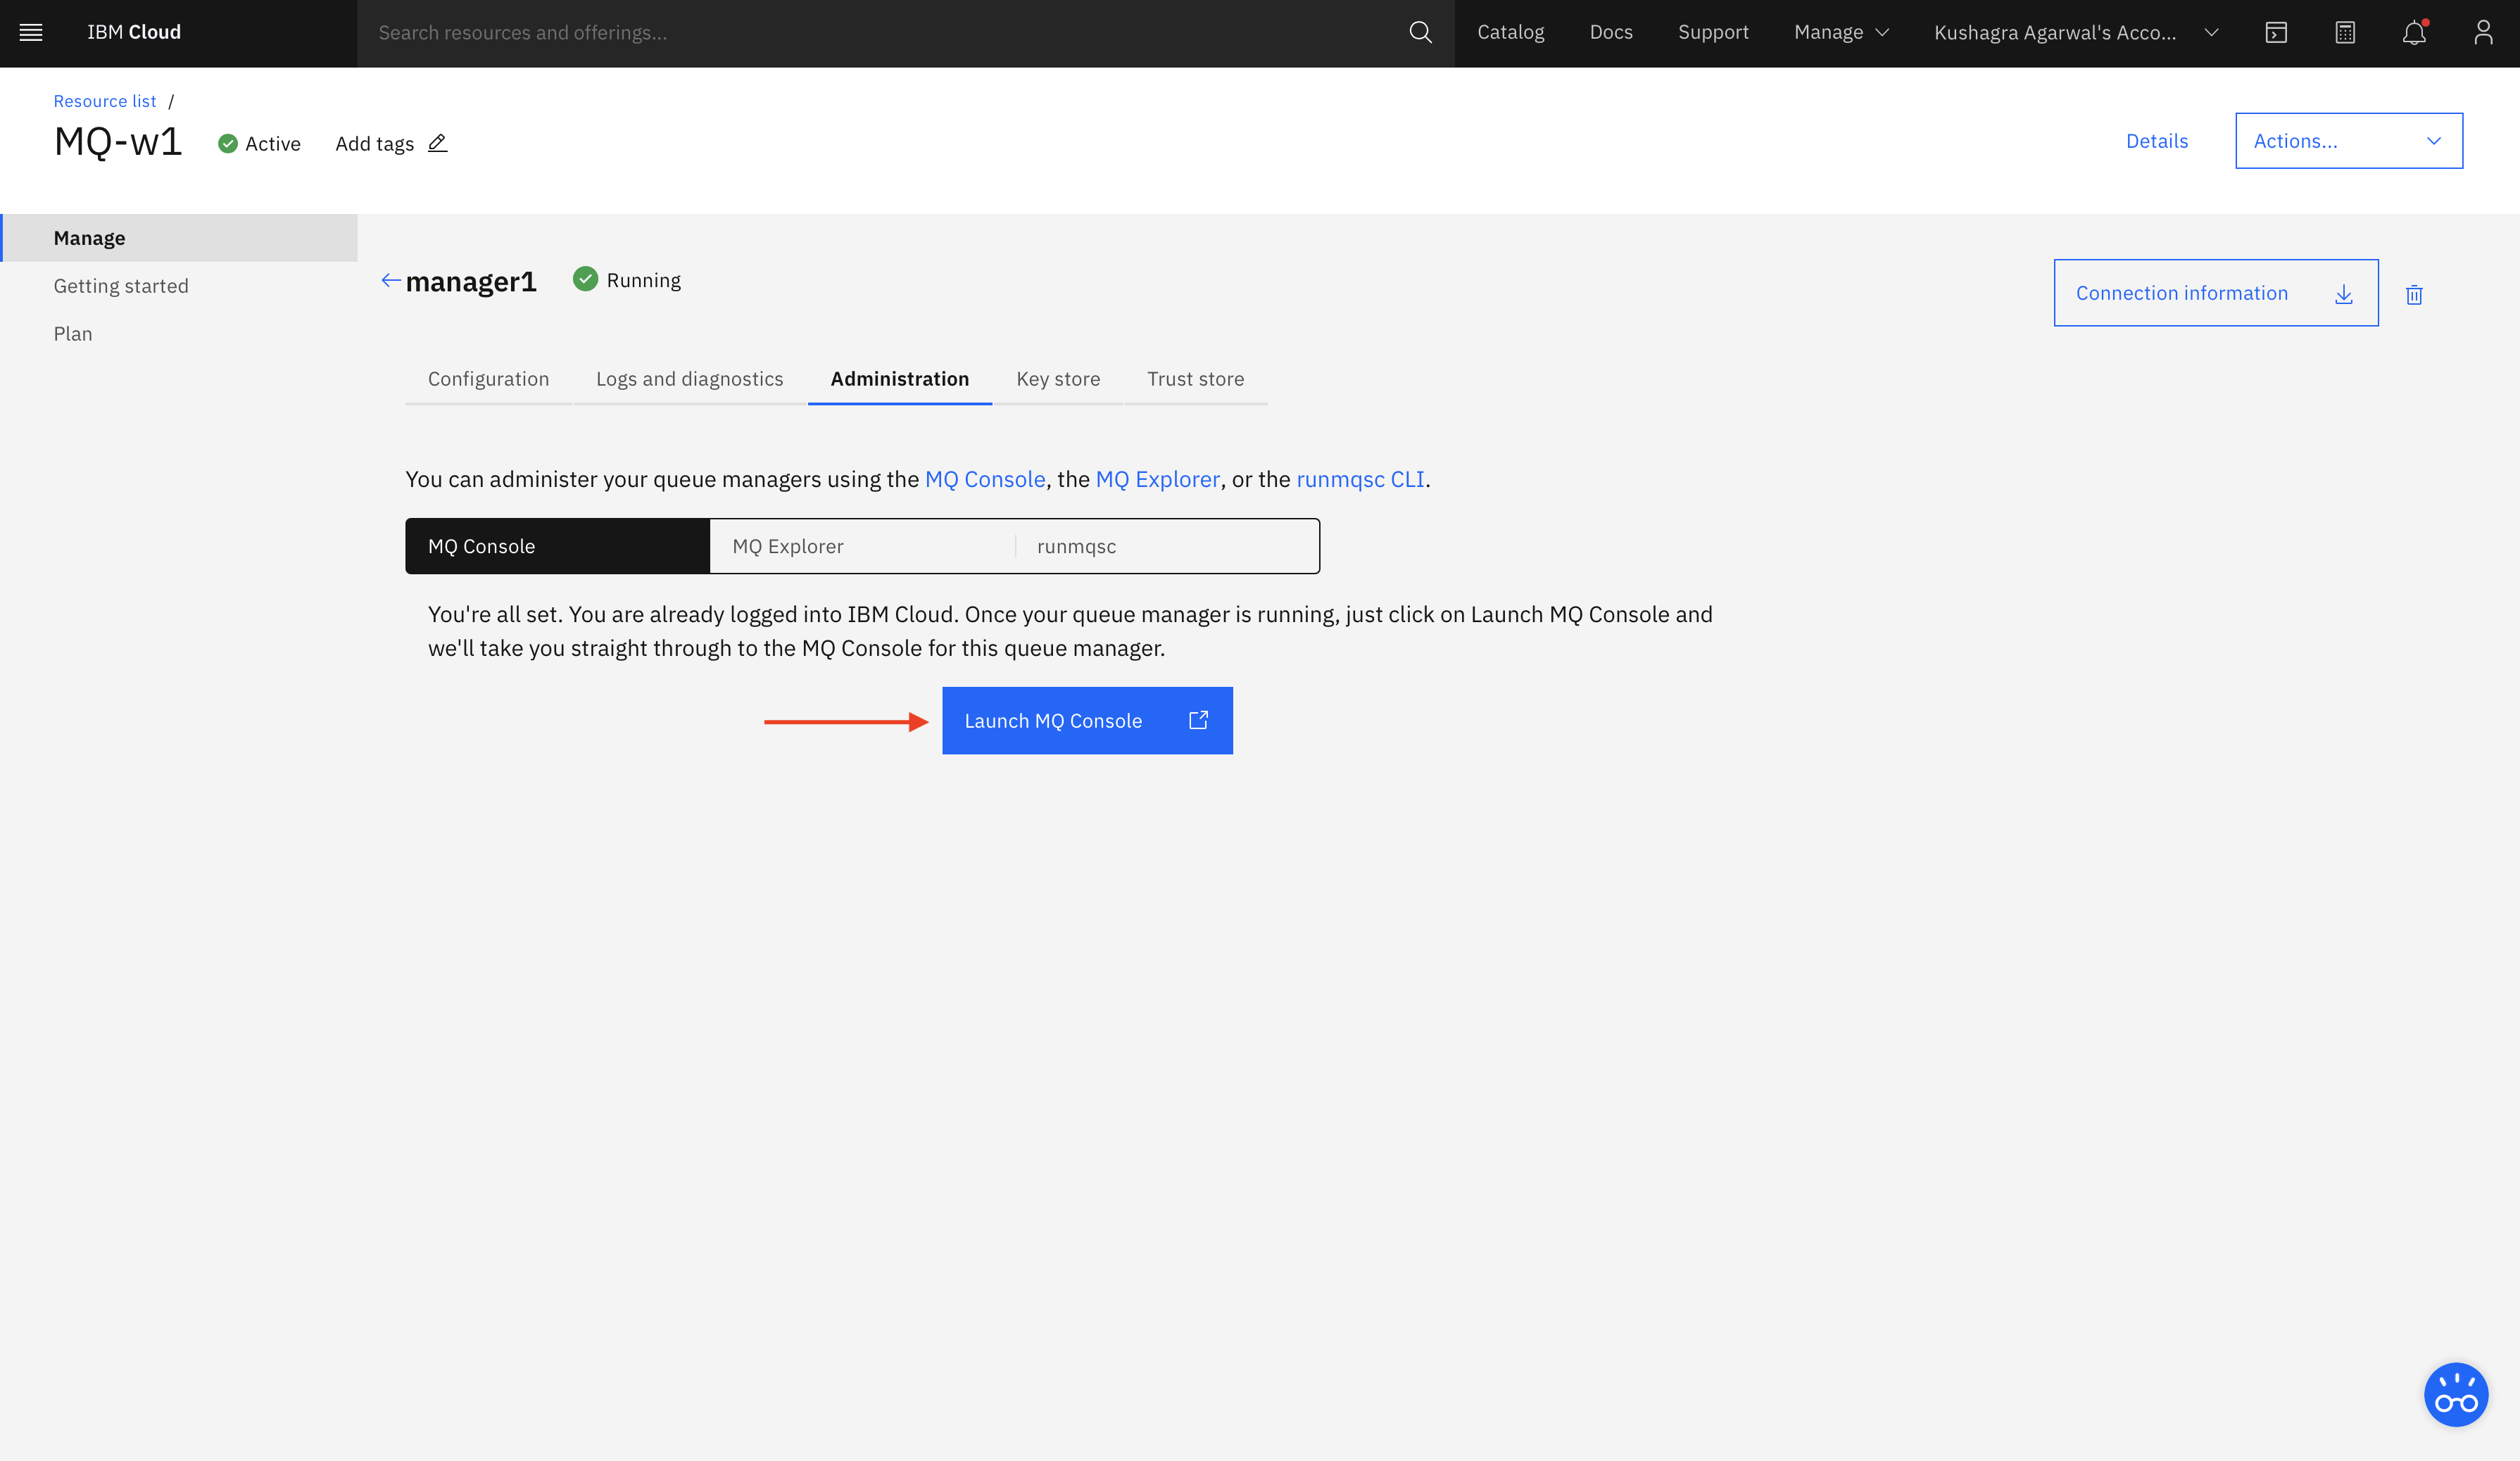 IBM Cloud
Search resources and offerings...
Catalog
Docs
Support
Manage
Kushagra Agarwal's Acco...
Resource list /
MQ-w1
Active
Add tags
Details
Actions...
Manage
Getting started
Plan
manager1
Running
Connection information
Configuration
Logs and diagnostics
Administration
Key store
Trust store
You can administer your queue managers using the MQ Console, the MQ Explorer, or the runmqsc CLI.
MQ Console
MQ Explorer
runmqsc
You're all set. You are already logged into IBM Cloud. Once your queue manager is running, just click on Launch MQ Console and
we'll take you straight through to the MQ Console for this queue manager.
Launch MQ Console